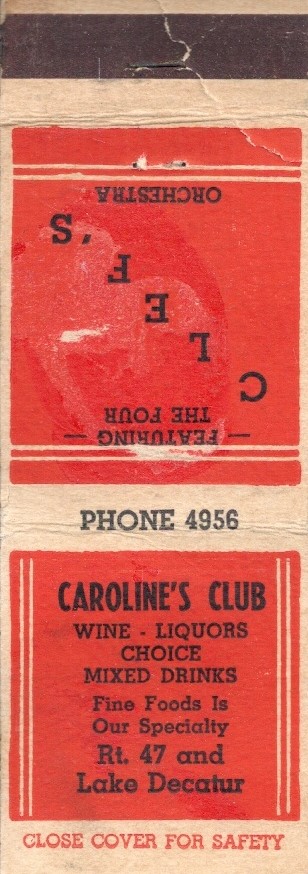 — FEATURING —
THE FOUR
C L E F 'S
ORCHESTRA
PHONE 4956
CAROLINE'S CLUB
WINE - LIQUORS
CHOICE
MIXED DRINKS
Fine Foods Is
Our Specialty
Rt. 47 and
Lake Decatur
CLOSE COVER FOR SAFETY